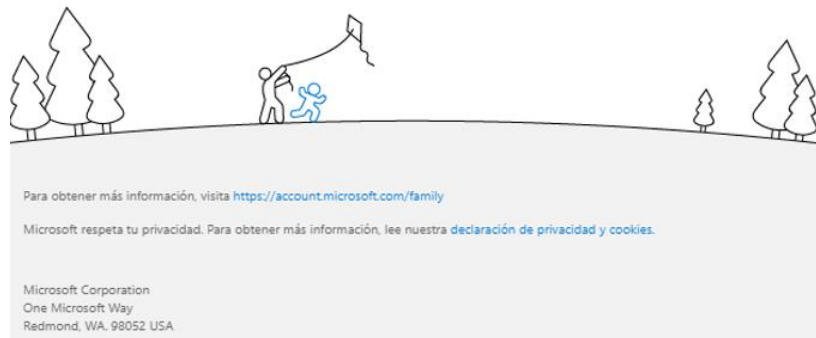 Para obtener más información, visita https://account.microsoft.com/family
Microsoft respeta tu privacidad. Para obtener más información, lee nuestra declaración de privacidad y cookies.
Microsoft Corporation
One Microsoft Way
Redmond, WA. 98052 USA